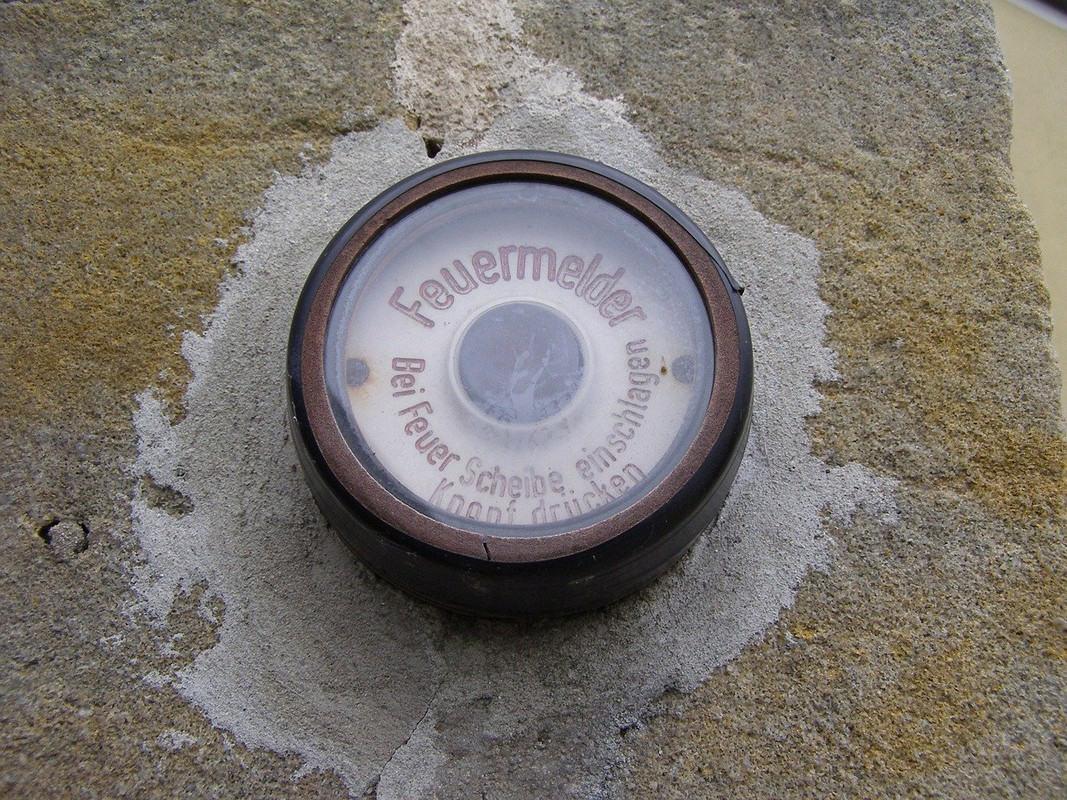 Feuermelder
Bei Feuer Scheibe einschlagen
Knopf drücken